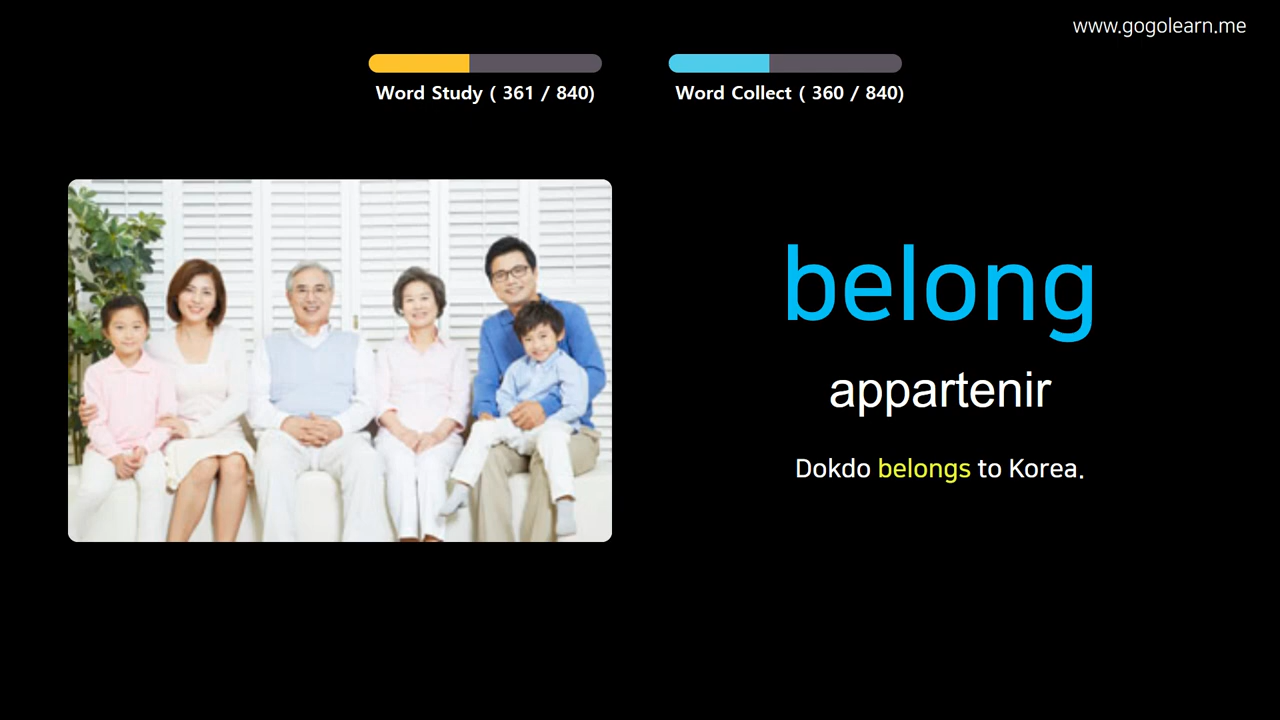 www.gogolearn.me
Word Study ( 361 / 840)
Word Collect ( 360 / 840)
belong
appartenir
Dokdo belongs to Korea.